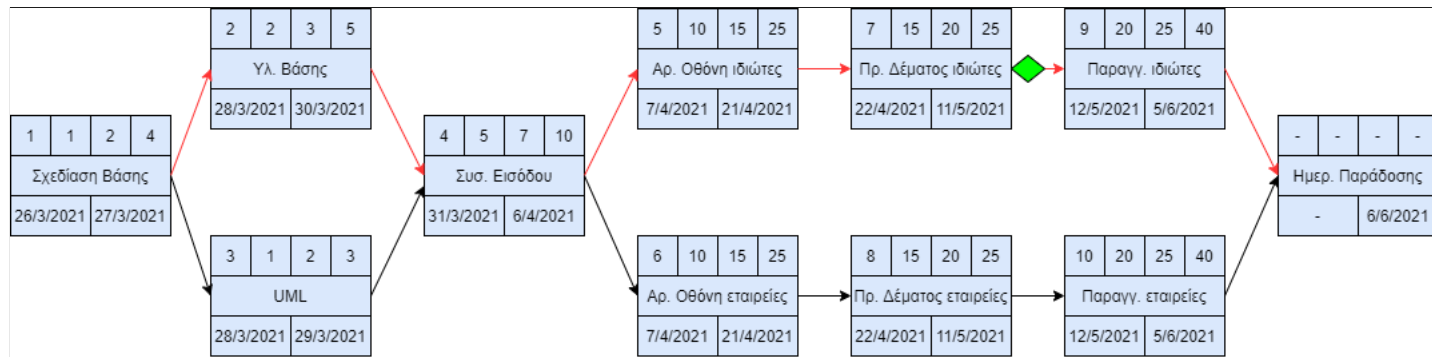 2 2 3 5
Υλ. Βάσης
28/3/2021 30/3/2021
5 10 15 25
Αρ. Οθόνη ιδιώτες
7/4/2021 21/4/2021
7 15 20 25
Πρ. Δέματος ιδιώτες
22/4/2021 11/5/2021
9 20 25 40
Παραγγ. ιδιώτες
12/5/2021 5/6/2021
1 1 2 4
Σχεδίαση Βάσης
26/3/2021 27/3/2021
4 5 7 10
Συσ. Εισόδου
31/3/2021 6/4/2021
- - - -
Ημερ. Παράδοσης
- 6/6/2021
3 1 2 3
UML
28/3/2021 29/3/2021
6 10 15 25
Αρ. Οθόνη εταιρείες
7/4/2021 21/4/2021
8 15 20 25
Πρ. Δέματος εταιρείες
22/4/2021 11/5/2021
10 20 25 40
Παραγγ. εταιρείες
12/5/2021 5/6/2021